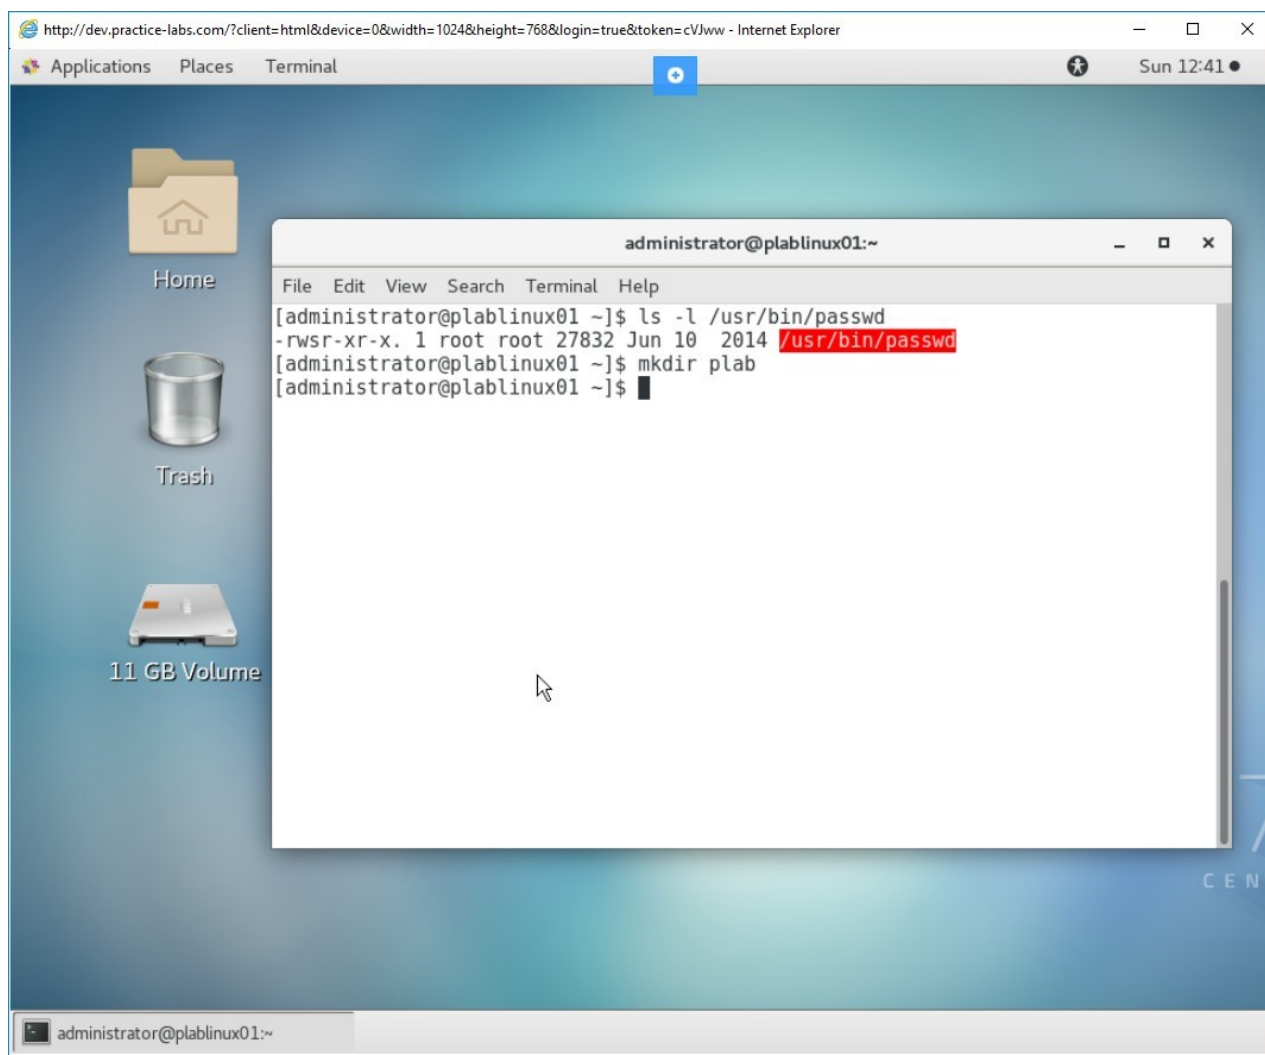 http://dev.practice-labs.com/?client=html&device=0&width=1024&height=768&login=true&token=cVJww - Internet Explorer
Applications Places Terminal Sun 12:41
Home
Trash
11 GB Volume
administrator@plablinux01:~
File Edit View Search Terminal Help
[administrator@plablinux01 ~]$ ls -l /usr/bin/passwd
-rwsr-xr-x. 1 root root 27832 Jun 10  2014 /usr/bin/passwd
[administrator@plablinux01 ~]$ mkdir plab
[administrator@plablinux01 ~]$
7
CEN
administrator@plablinux01:~